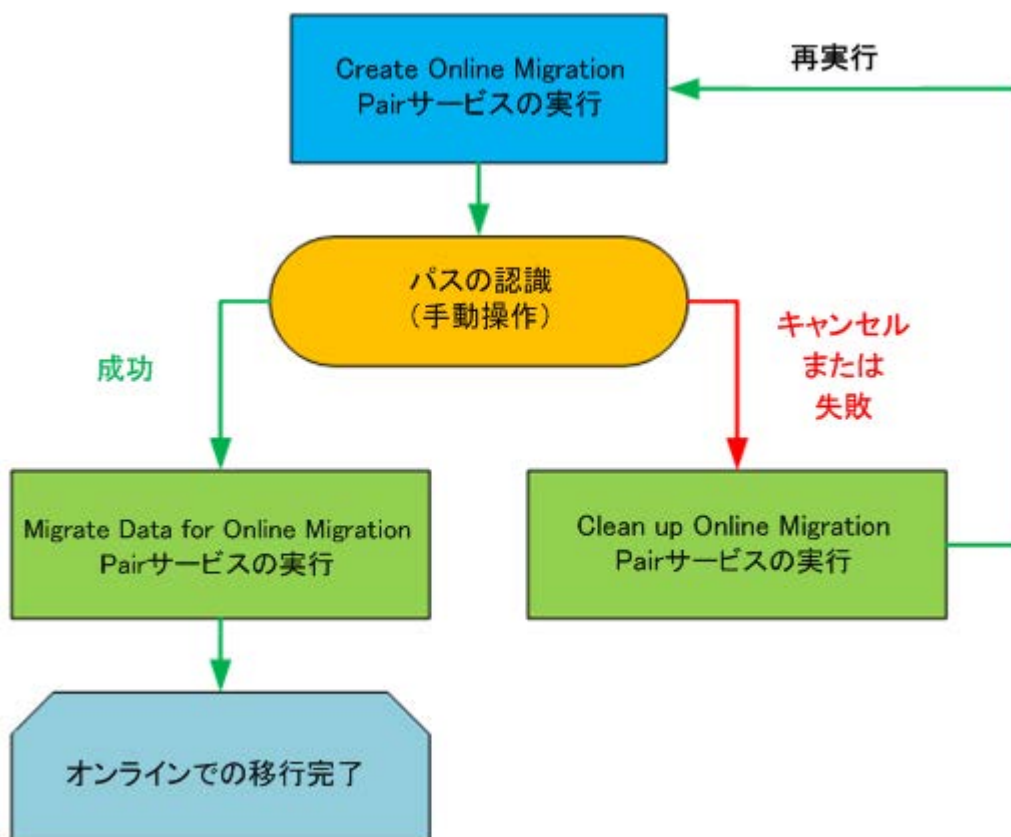 Create Online Migration
Pairサービスの実行
再実行
パスの認識
（手動操作）
成功
キャンセル
または
失敗
Migrate Data for Online Migration
Pairサービスの実行
Clean up Online Migration
Pairサービスの実行
オンラインでの移行完了